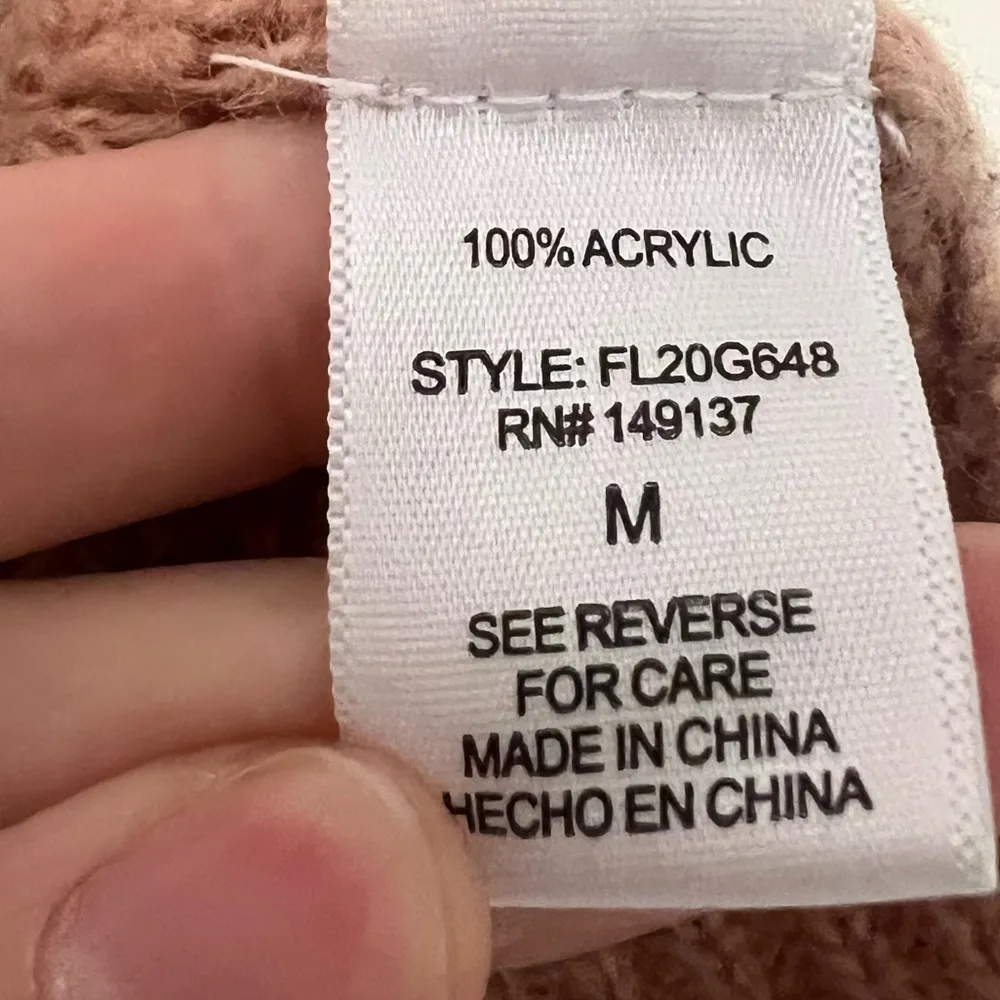 100% ACRYLIC
STYLE: FL20G648
RN# 149137
M
SEE REVERSE
FOR CARE
MADE IN CHINA
HECHO EN CHINA